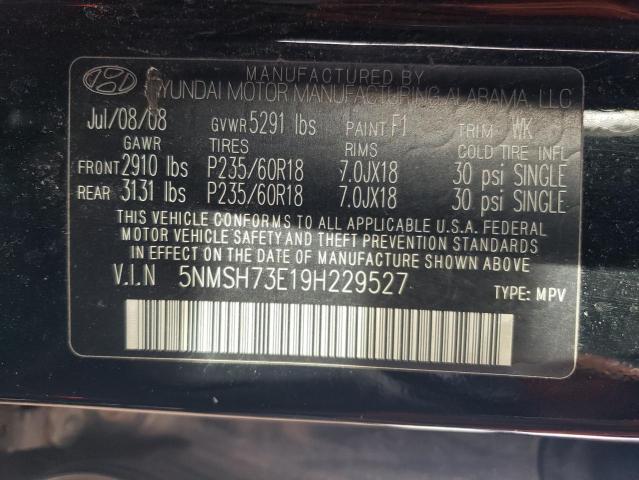 MANUFACTURED BY
HYUNDAI MOTOR MANUFACTURING ALABAMA, LLC
Jul/08/08 GVWR 5291 lbs PAINT F1 TRIM WK
GAWR TIRES RIMS COLD TIRE INFL
FRONT 2910 lbs P235/60R18 7.0JX18 30 psi SINGLE
REAR 3131 lbs P235/60R18 7.0JX18 30 psi SINGLE
THIS VEHICLE CONFORMS TO ALL APPLICABLE U.S.A. FEDERAL
MOTOR VEHICLE SAFETY AND THEFT PREVENTION STANDARDS
IN EFFECT ON THE DATE OF MANUFACTURE SHOWN ABOVE.
V.I.N 5NMSH73E19H229527 TYPE: MPV